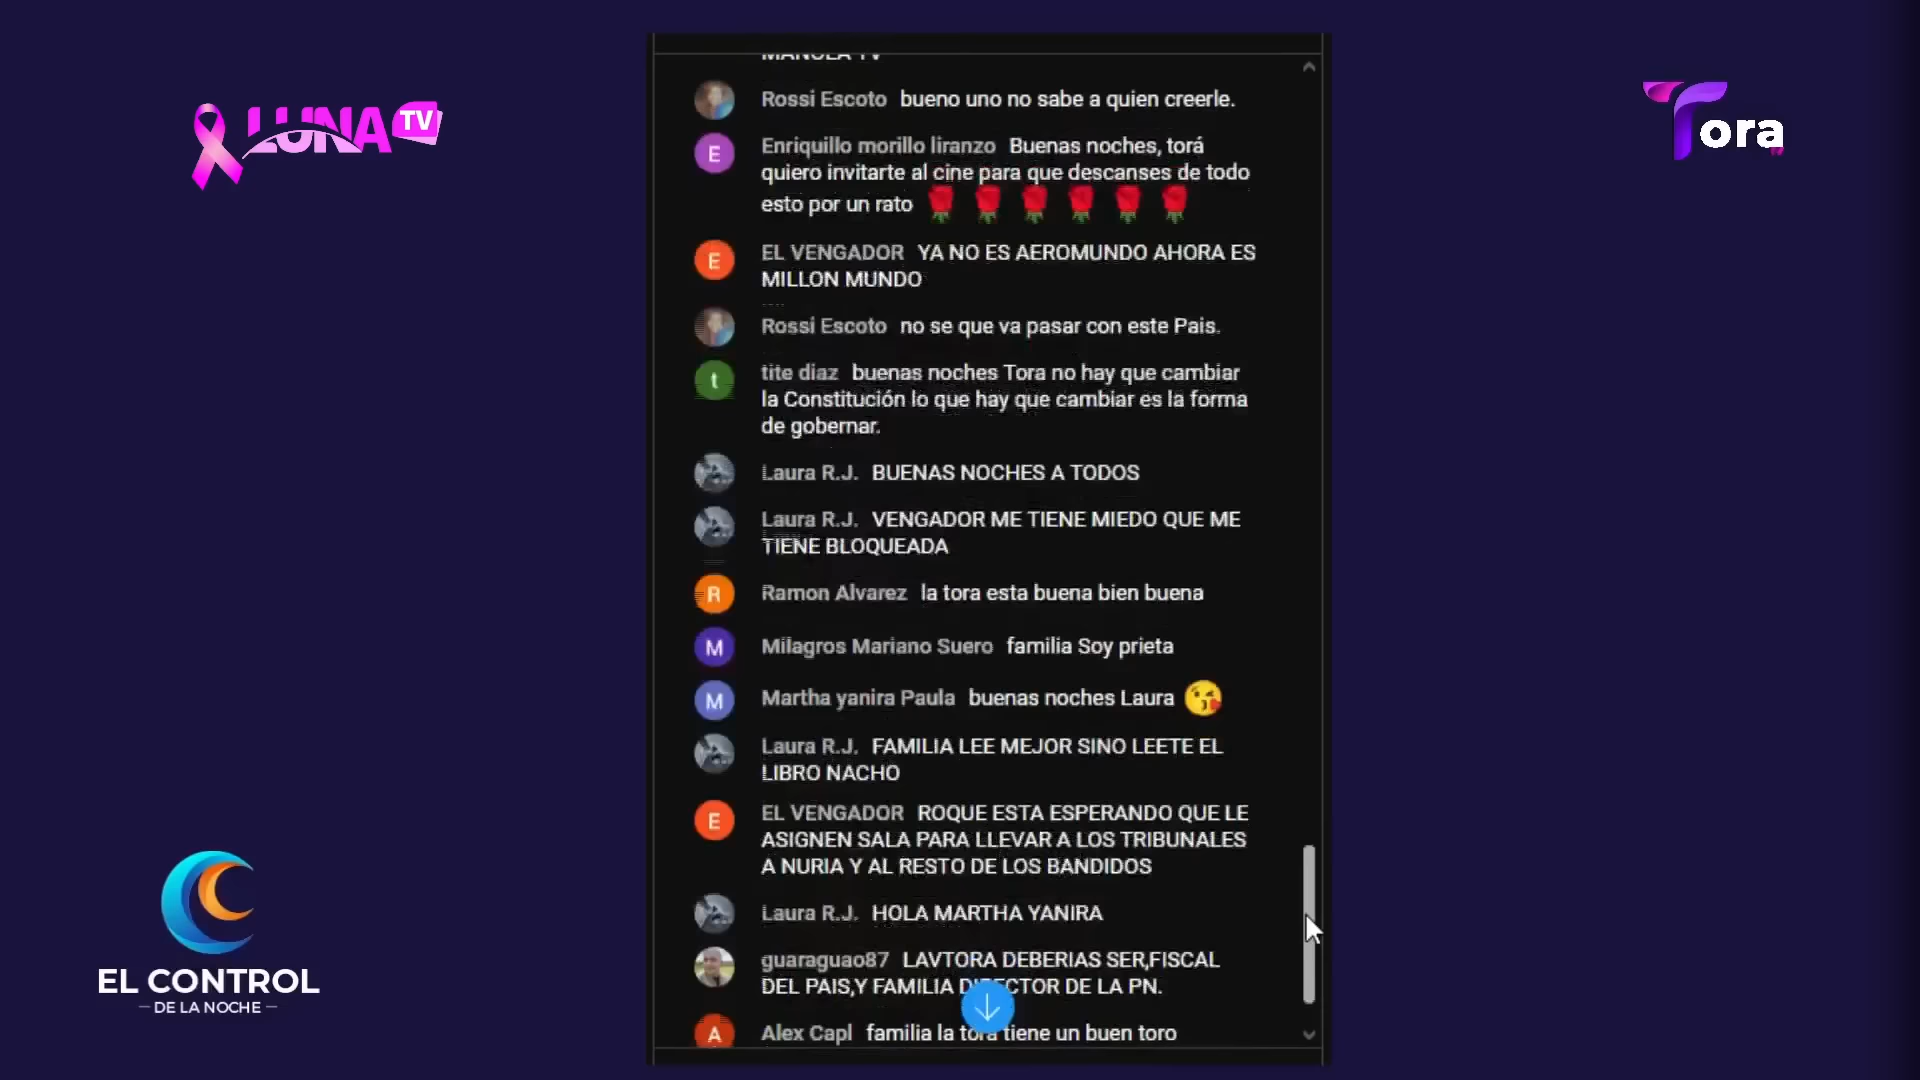 LUNA TV
Tora
MANOLA TV
Rossi Escoto bueno uno no sabe a quien creerle.
E Enriquillo morillo liranzo Buenas noches, torá
quiero invitarte al cine para que descanses de todo
esto por un rato
E EL VENGADOR YA NO ES AEROMUNDO AHORA ES
MILLON MUNDO
Rossi Escoto no se que va pasar con este Pais.
t tite diaz buenas noches Tora no hay que cambiar
la Constitución lo que hay que cambiar es la forma
de gobernar.
Laura R.J. BUENAS NOCHES A TODOS
Laura R.J. VENGADOR ME TIENE MIEDO QUE ME
TIENE BLOQUEADA
R Ramon Alvarez la tora esta buena bien buena
M Milagros Mariano Suero familia Soy prieta
M Martha yanira Paula buenas noches Laura
Laura R.J. FAMILIA LEE MEJOR SINO LEETE EL
LIBRO NACHO
E EL VENGADOR ROQUE ESTA ESPERANDO QUE LE
ASIGNEN SALA PARA LLEVAR A LOS TRIBUNALES
A NURIA Y AL RESTO DE LOS BANDIDOS
Laura R.J. HOLA MARTHA YANIRA
guaraguao87 LAVTORA DEBERIAS SER,FISCAL
DEL PAIS,Y FAMILIA DIRECTOR DE LA PN.
A Alex Capl familia la tora tiene un buen toro
EL CONTROL
DE LA NOCHE